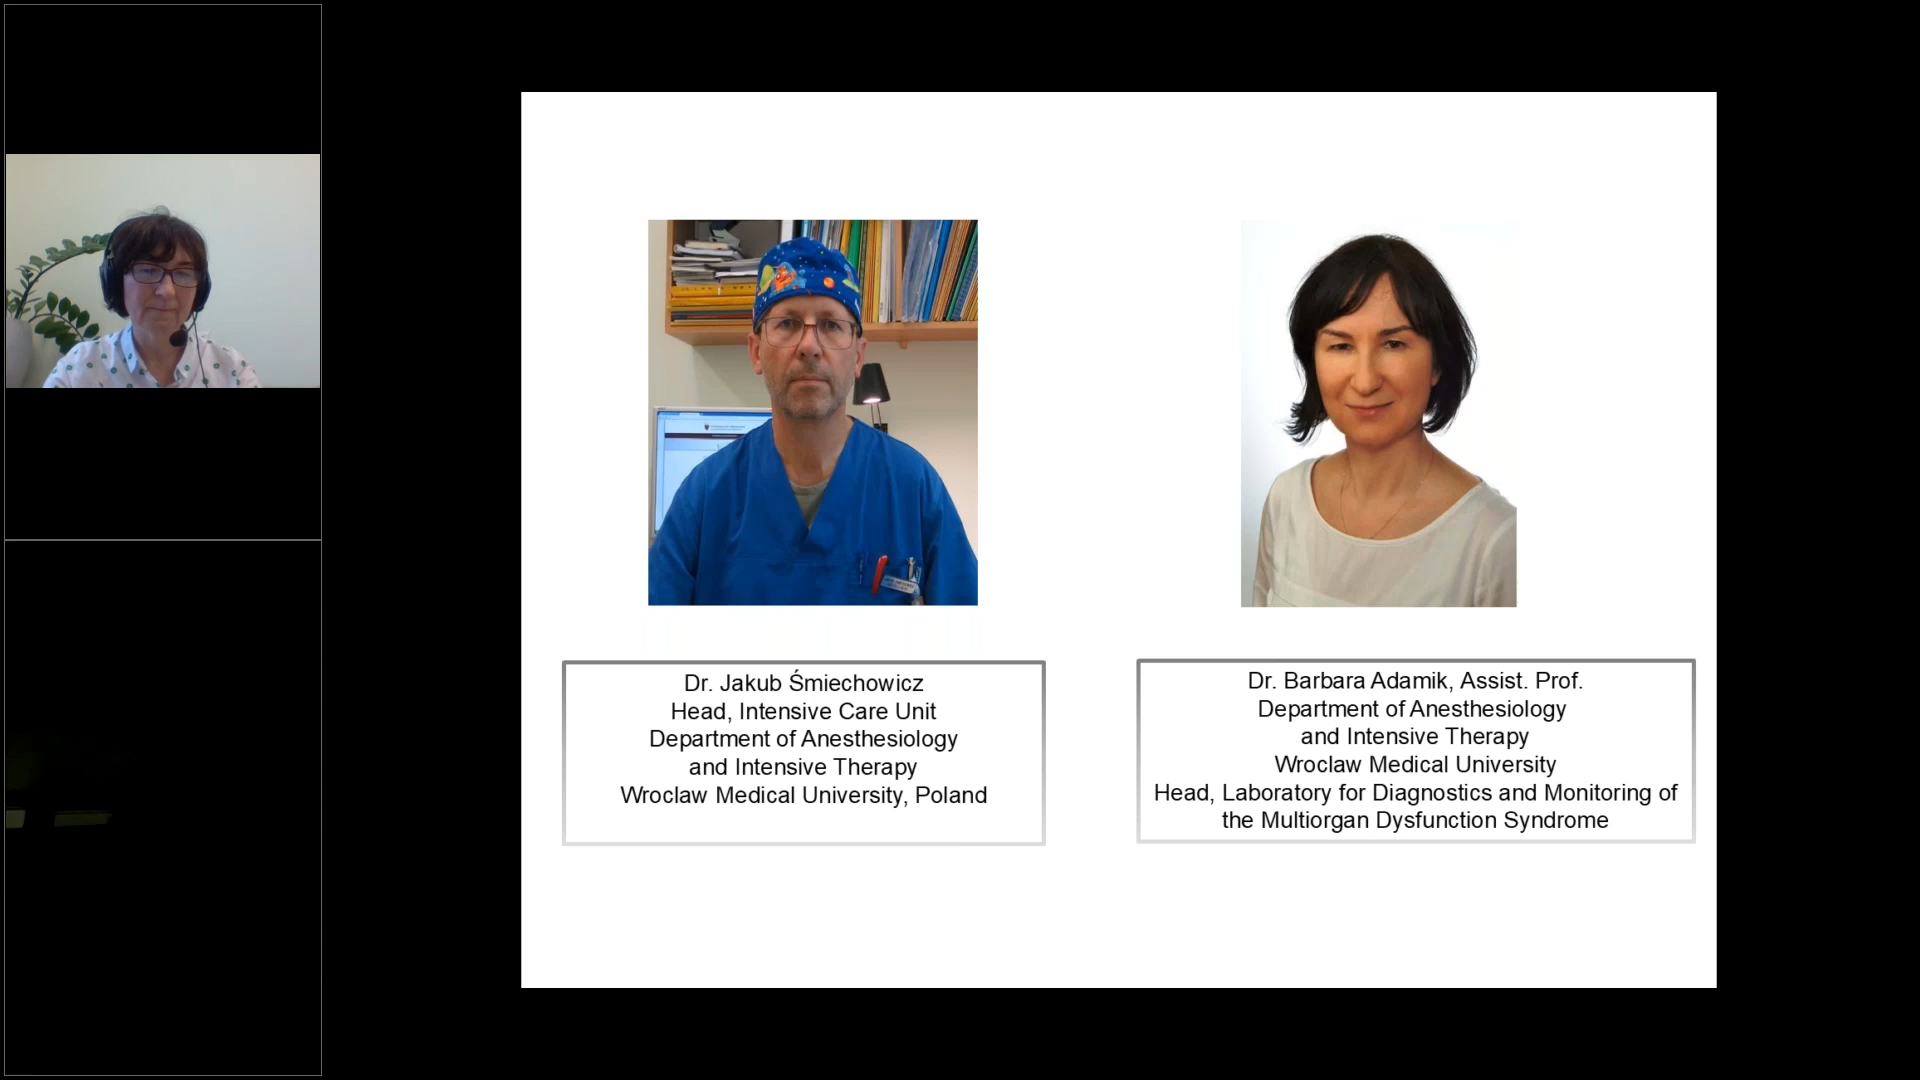 Dr. Jakub Śmiechowicz
Head, Intensive Care Unit
Department of Anesthesiology
and Intensive Therapy
Wroclaw Medical University, Poland
Dr. Barbara Adamik, Assist. Prof.
Department of Anesthesiology
and Intensive Therapy
Wroclaw Medical University
Head, Laboratory for Diagnostics and Monitoring of
the Multiorgan Dysfunction Syndrome